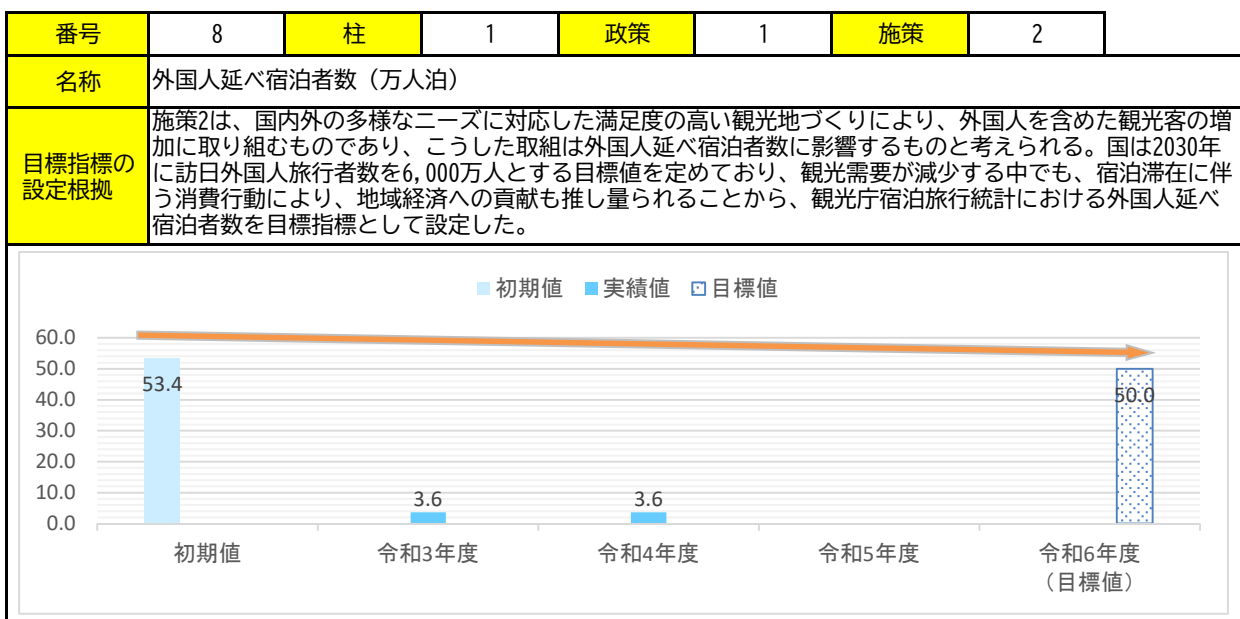 番号 8 柱 1 政策 1 施策 2
名称 外国人延べ宿泊者数（万人泊）
目標指標の
設定根拠
施策2は、国内外の多様なニーズに対応した満足度の高い観光地づくりにより、外国人を含めた観光客の増
加に取り組むものであり、こうした取組は外国人延べ宿泊者数に影響するものと考えられる。国は2030年
に訪日外国人旅行者数を6,000万人とする目標値を定めており、観光需要が減少する中でも、宿泊滞在に伴
う消費行動により、地域経済への貢献も推し量られることから、観光庁宿泊旅行統計における外国人延べ
宿泊者数を目標指標として設定した。
初期値 実績値 目標値
60.0
50.0
40.0
30.0
20.0
10.0
0.0
53.4
3.6
3.6
50.0
初期値 令和3年度 令和4年度 令和5年度 令和6年度
（目標値）